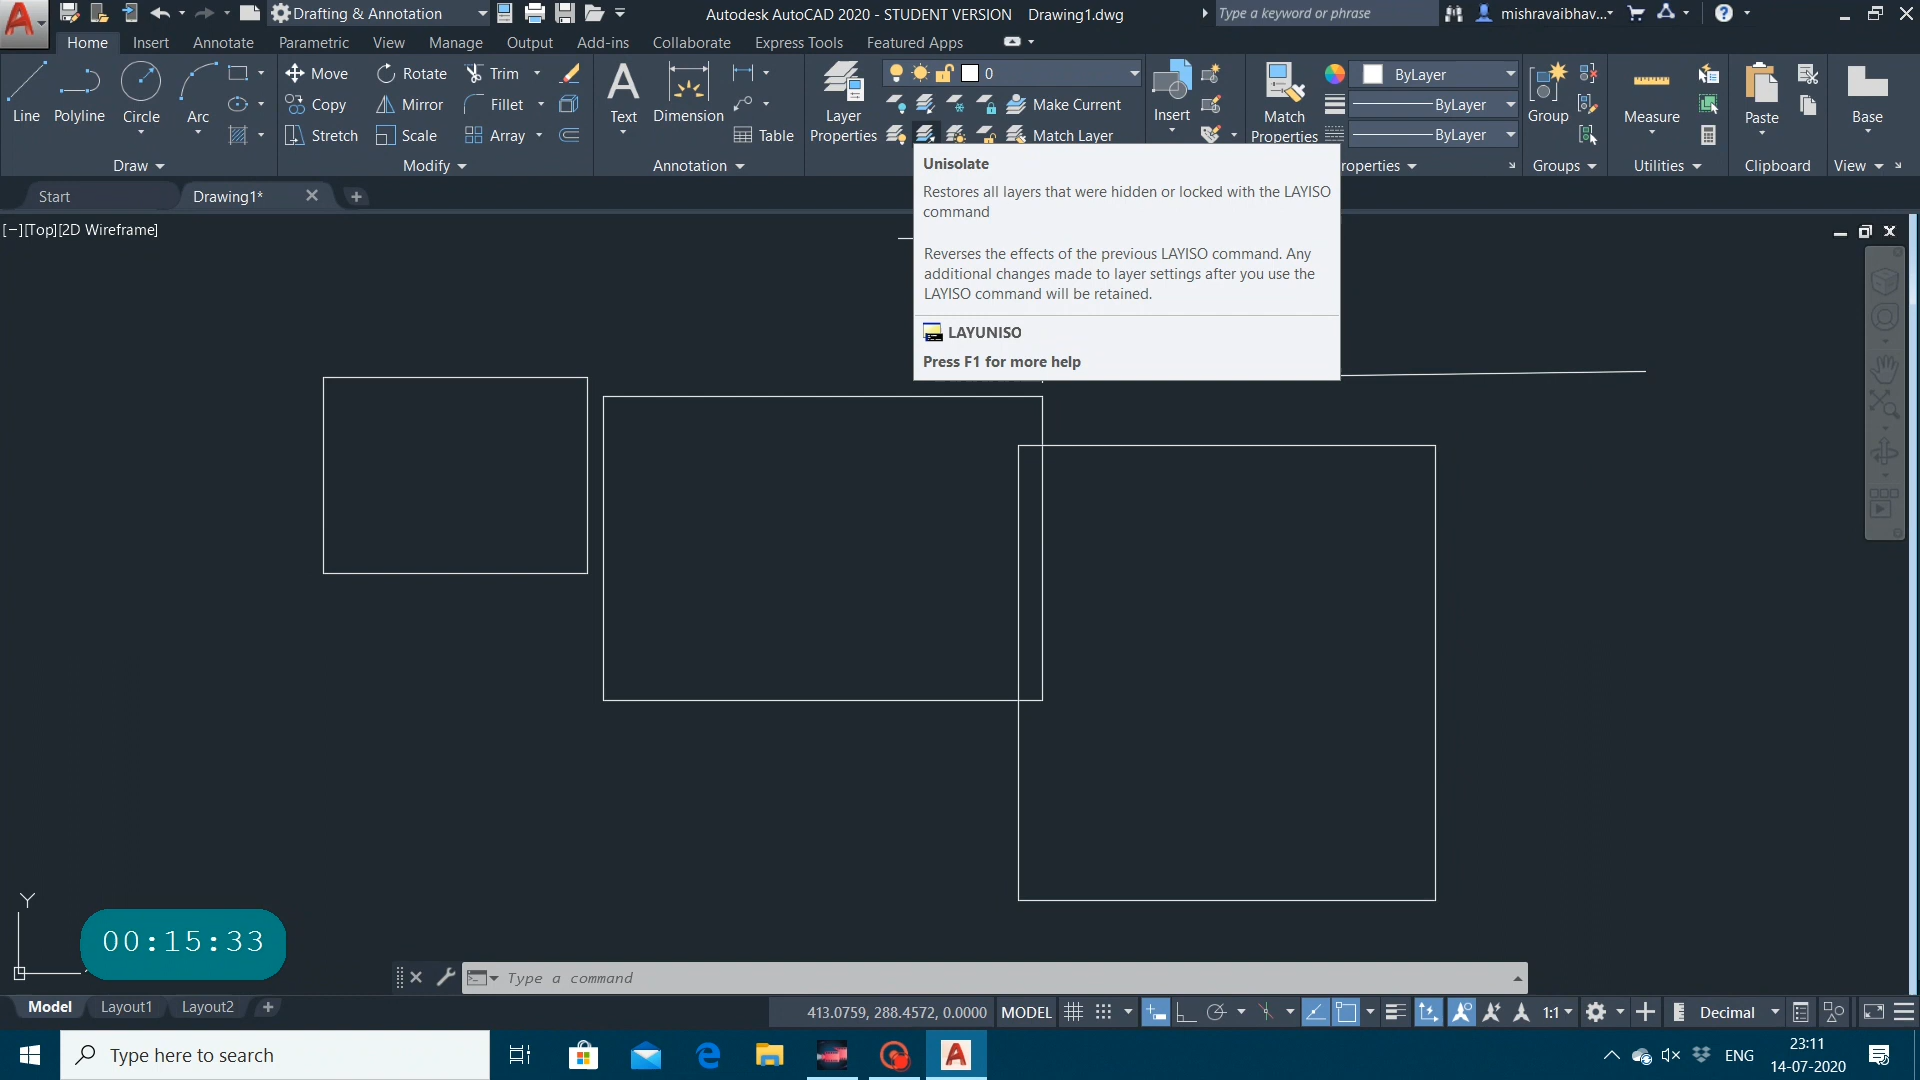 Drafting & Annotation
Autodesk AutoCAD 2020 - STUDENT VERSION Drawing1.dwg
Type a keyword or phrase
mishravaibhav...
Home Insert Annotate Parametric View Manage Output Add-ins Collaborate Express Tools Featured Apps
Move Rotate Trim 0 ByLayer
Copy Mirror Fillet Make Current ByLayer
Line Polyline Circle Arc Text Dimension Layer Insert Match Group Measure Paste Base
Stretch Scale Array Table Properties Match Layer Properties ByLayer
Draw Modify Annotation roperties Groups Utilities Clipboard View
Start Drawing1*
[−][Top][2D Wireframe]
Unisolate
Restores all layers that were hidden or locked with the LAYISO
command
Reverses the effects of the previous LAYISO command. Any
additional changes made to layer settings after you use the
LAYISO command will be retained.
LAYUNISO
Press F1 for more help
Y
00:15:33
Type a command
Model Layout1 Layout2
413.0759, 288.4572, 0.0000 MODEL 1:1 Decimal
Type here to search
ENG
23:11
14-07-2020